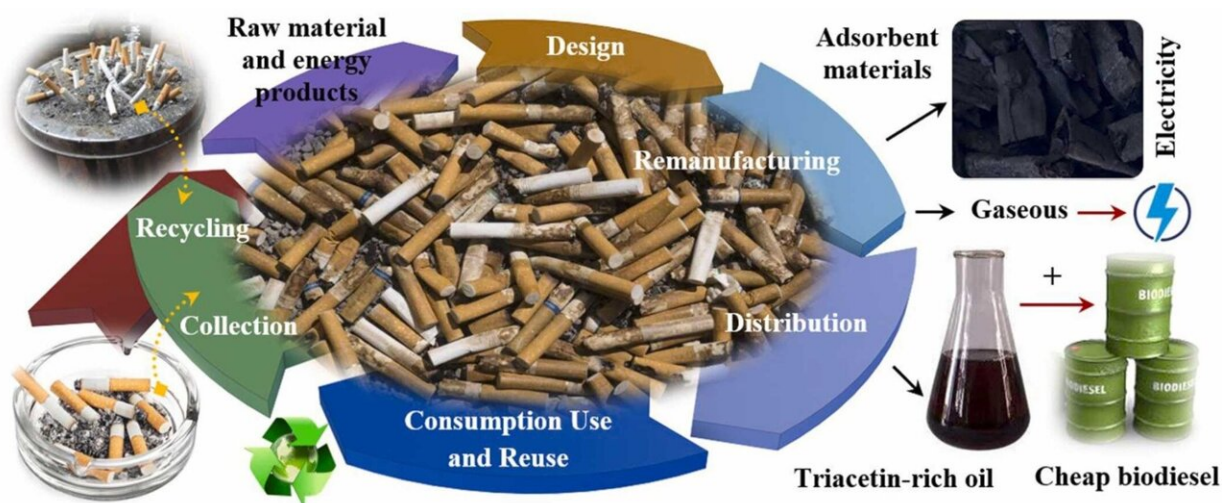 Raw material
and energy
products
Design
Remanufacturing
Distribution
Consumption Use
and Reuse
Collection
Recycling
Adsorbent
materials
Electricity
Gaseous
+
BIODIESEL
BIODIESEL
BIODIESEL
Triacetin-rich oil
Cheap biodiesel